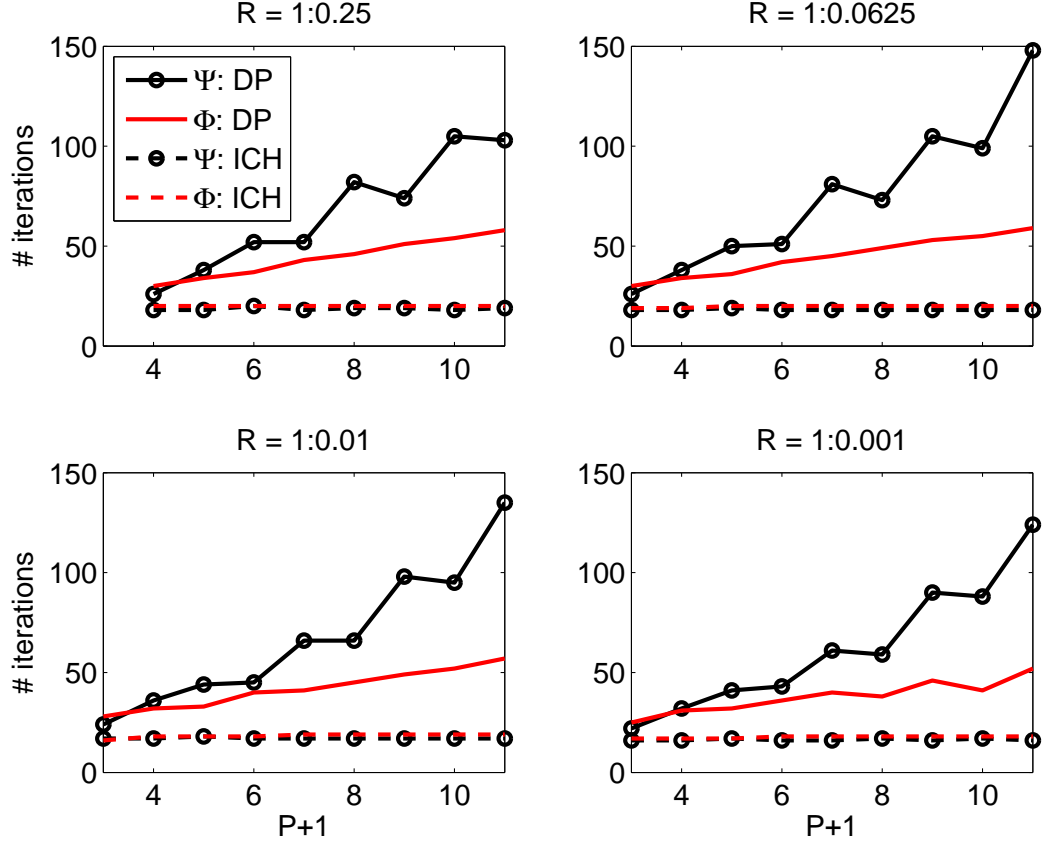 R = 1:0.25
R = 1:0.0625
150
100
50
0
# iterations
Ψ: DP
Φ: DP
Ψ: ICH
Φ: ICH
4
6
8
10
150
100
50
0
4
6
8
10
R = 1:0.01
R = 1:0.001
150
100
50
0
# iterations
4
6
8
10
P+1
150
100
50
0
4
6
8
10
P+1